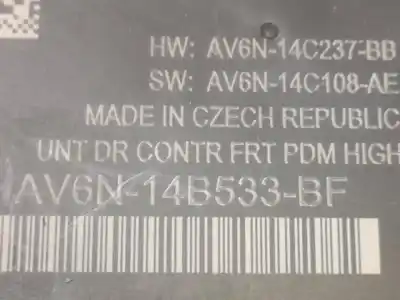 HW: AV6N-14C237-BB
SW: AV6N-14C108-AE
MADE IN CZECH REPUBLIC
UNT DR CONTR FRT PDM HIGH
AV6N-14B533-BF